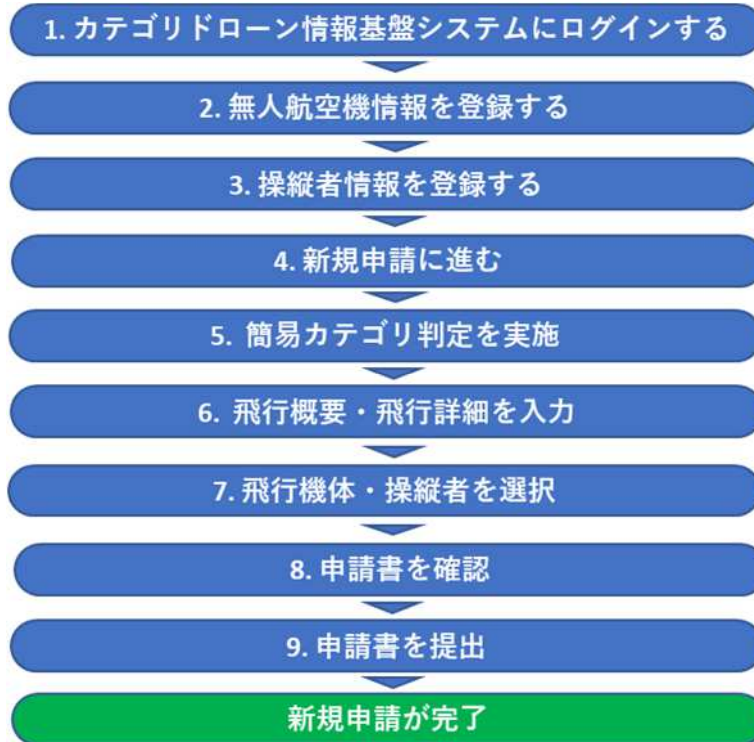 1. カテゴリドローン情報基盤システムにログインする
2. 無人航空機情報を登録する
3. 操縦者情報を登録する
4. 新規申請に進む
5. 簡易カテゴリ判定を実施
6. 飛行概要・飛行詳細を入力
7. 飛行機体・操縦者を選択
8. 申請書を確認
9. 申請書を提出
新規申請が完了